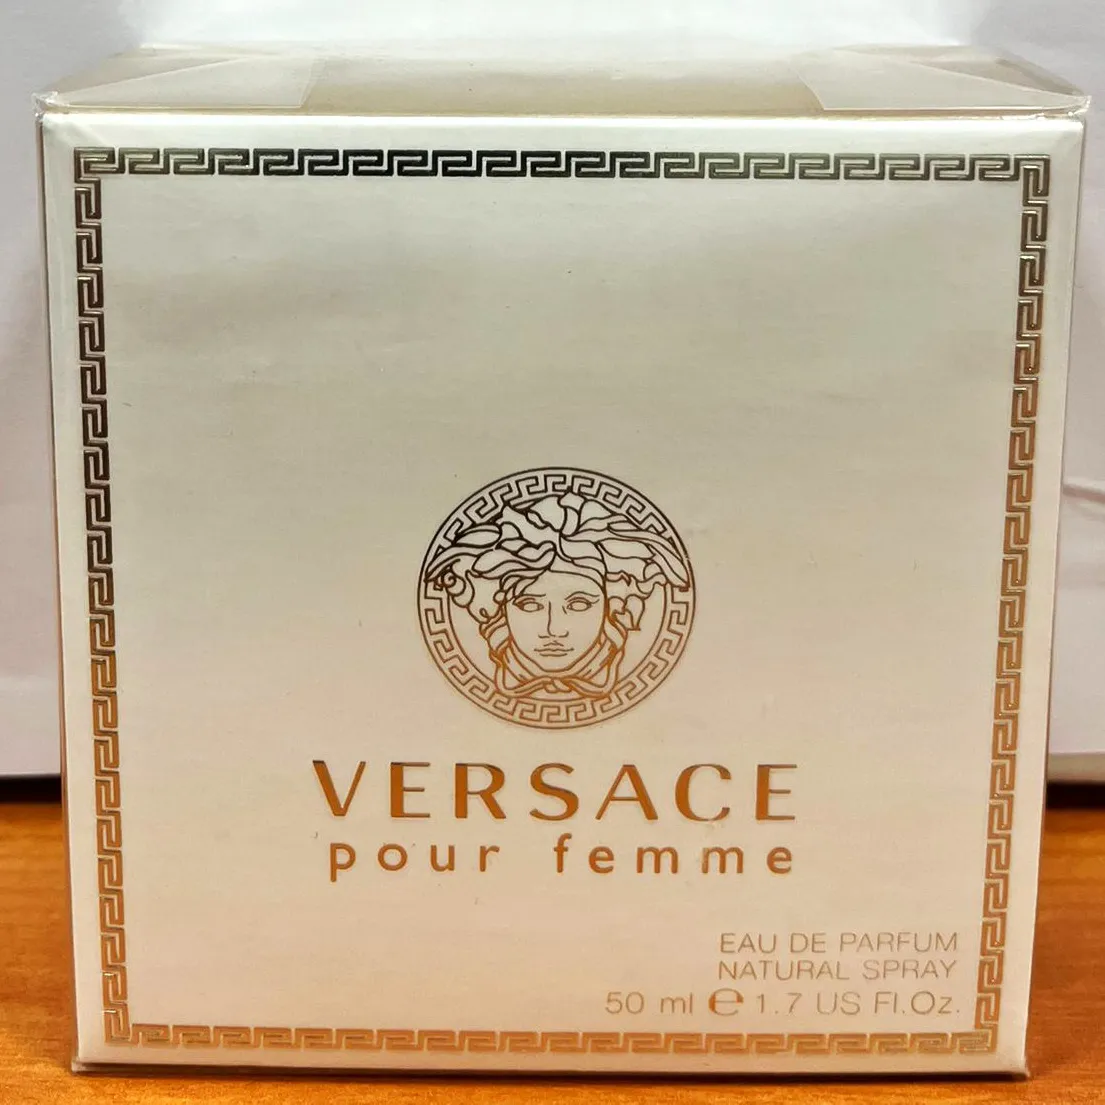 VERSACE
pour femme
EAU DE PARFUM
NATURAL SPRAY
50 ml ℮ 1.7 US Fl.Oz.